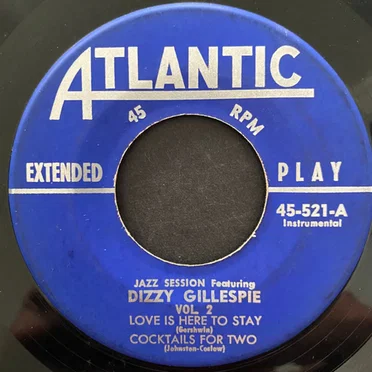 ATLANTIC
45 RPM
EXTENDED PLAY
45-521-A
Instrumental
JAZZ SESSION Featuring
DIZZY GILLESPIE
VOL. 2
LOVE IS HERE TO STAY
(Gershwin)
COCKTAILS FOR TWO
(Johnston-Coslow)